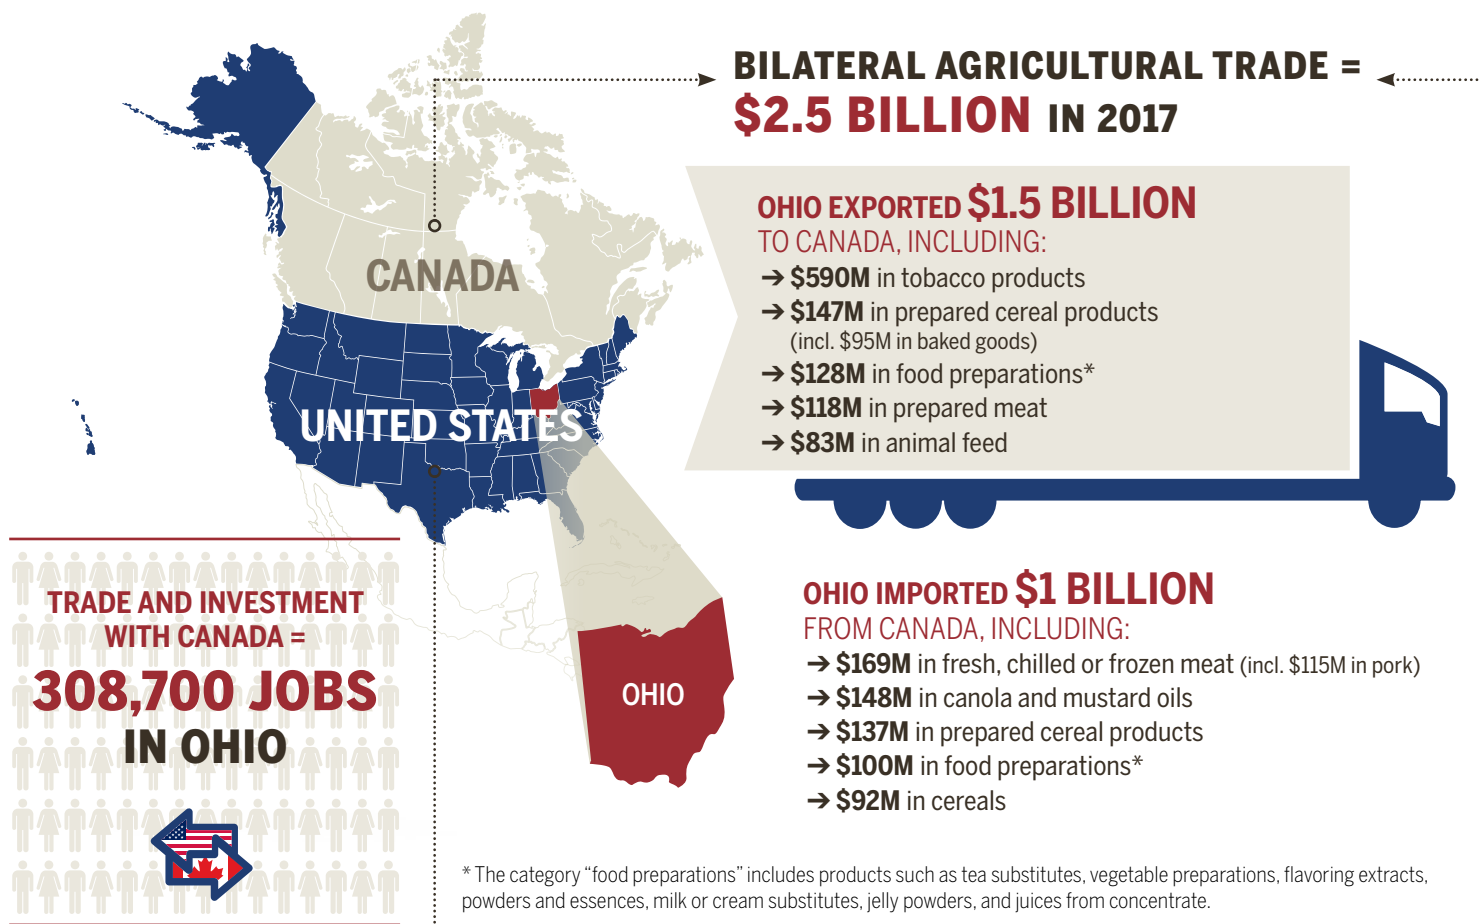 BILATERAL AGRICULTURAL TRADE =
$2.5 BILLION IN 2017
OHIO EXPORTED $1.5 BILLION
TO CANADA, INCLUDING:
➔ $590M in tobacco products
➔ $147M in prepared cereal products
(incl. $95M in baked goods)
➔ $128M in food preparations*
➔ $118M in prepared meat
➔ $83M in animal feed
CANADA
UNITED STATES
OHIO
TRADE AND INVESTMENT
WITH CANADA =
308,700 JOBS
IN OHIO
OHIO IMPORTED $1 BILLION
FROM CANADA, INCLUDING:
➔ $169M in fresh, chilled or frozen meat (incl. $115M in pork)
➔ $148M in canola and mustard oils
➔ $137M in prepared cereal products
➔ $100M in food preparations*
➔ $92M in cereals
* The category “food preparations” includes products such as tea substitutes, vegetable preparations, flavoring extracts,
powders and essences, milk or cream substitutes, jelly powders, and juices from concentrate.